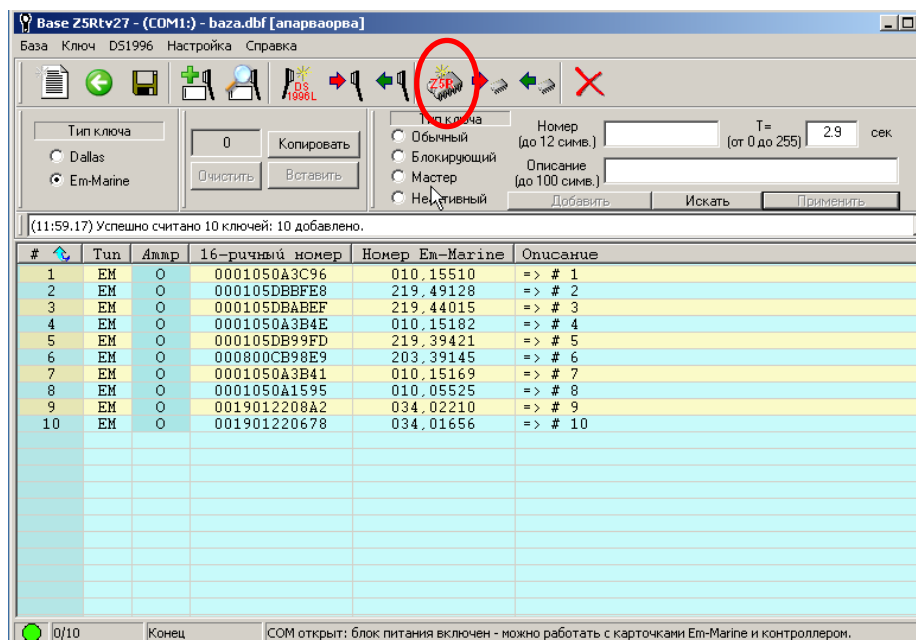 Base Z5Rtv27 - (COM1:) - baza.dbf [апарваорва]
База Ключ DS1996 Настройка Справка
DS 1996L Z5R
Тип ключа
Dallas
Em-Marine
0 Копировать
Очистить Вставить
Тип ключа
Обычный
Блокирующий
Мастер
Номер (до 12 симв.)
T= (от 0 до 255) 2.9 сек
Описание (до 100 симв.)
Добавить Искать Применить
(11:59.17) Успешно считано 10 ключей: 10 добавлено.
# Тип Аттр 16-ричный номер Номер Em-Marine Описание
1 EM O 0001050A3C96 010,15510 => # 1
2 EM O 000105DBBFE8 219,49128 => # 2
3 EM O 000105DBABEF 219,44015 => # 3
4 EM O 0001050A3B4E 010,15182 => # 4
5 EM O 000105DB99FD 219,39421 => # 5
6 EM O 000800CB98E9 203,39145 => # 6
7 EM O 0001050A3B41 010,15169 => # 7
8 EM O 0001050A1595 010,05525 => # 8
9 EM O 0019012208A2 034,02210 => # 9
10 EM O 001901220678 034,01656 => # 10
0/10 Конец COM открыт: блок питания включен - можно работать с карточками Em-Marine и контроллером.